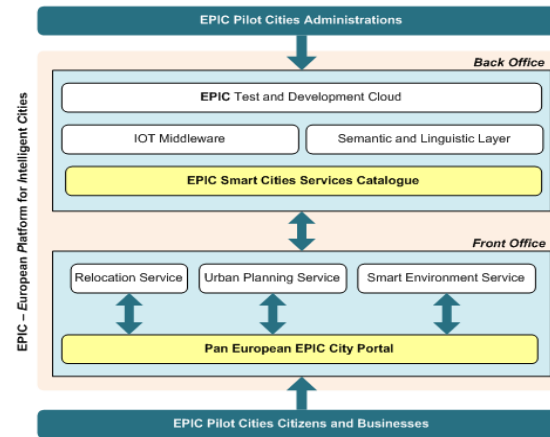 EPIC Pilot Cities Administrations
Back Office
EPIC Test and Development Cloud
IOT Middleware
Semantic and Linguistic Layer
EPIC Smart Cities Services Catalogue
EPIC – European Platform for Intelligent Cities
Front Office
Relocation Service
Urban Planning Service
Smart Environment Service
Pan European EPIC City Portal
EPIC Pilot Cities Citizens and Businesses